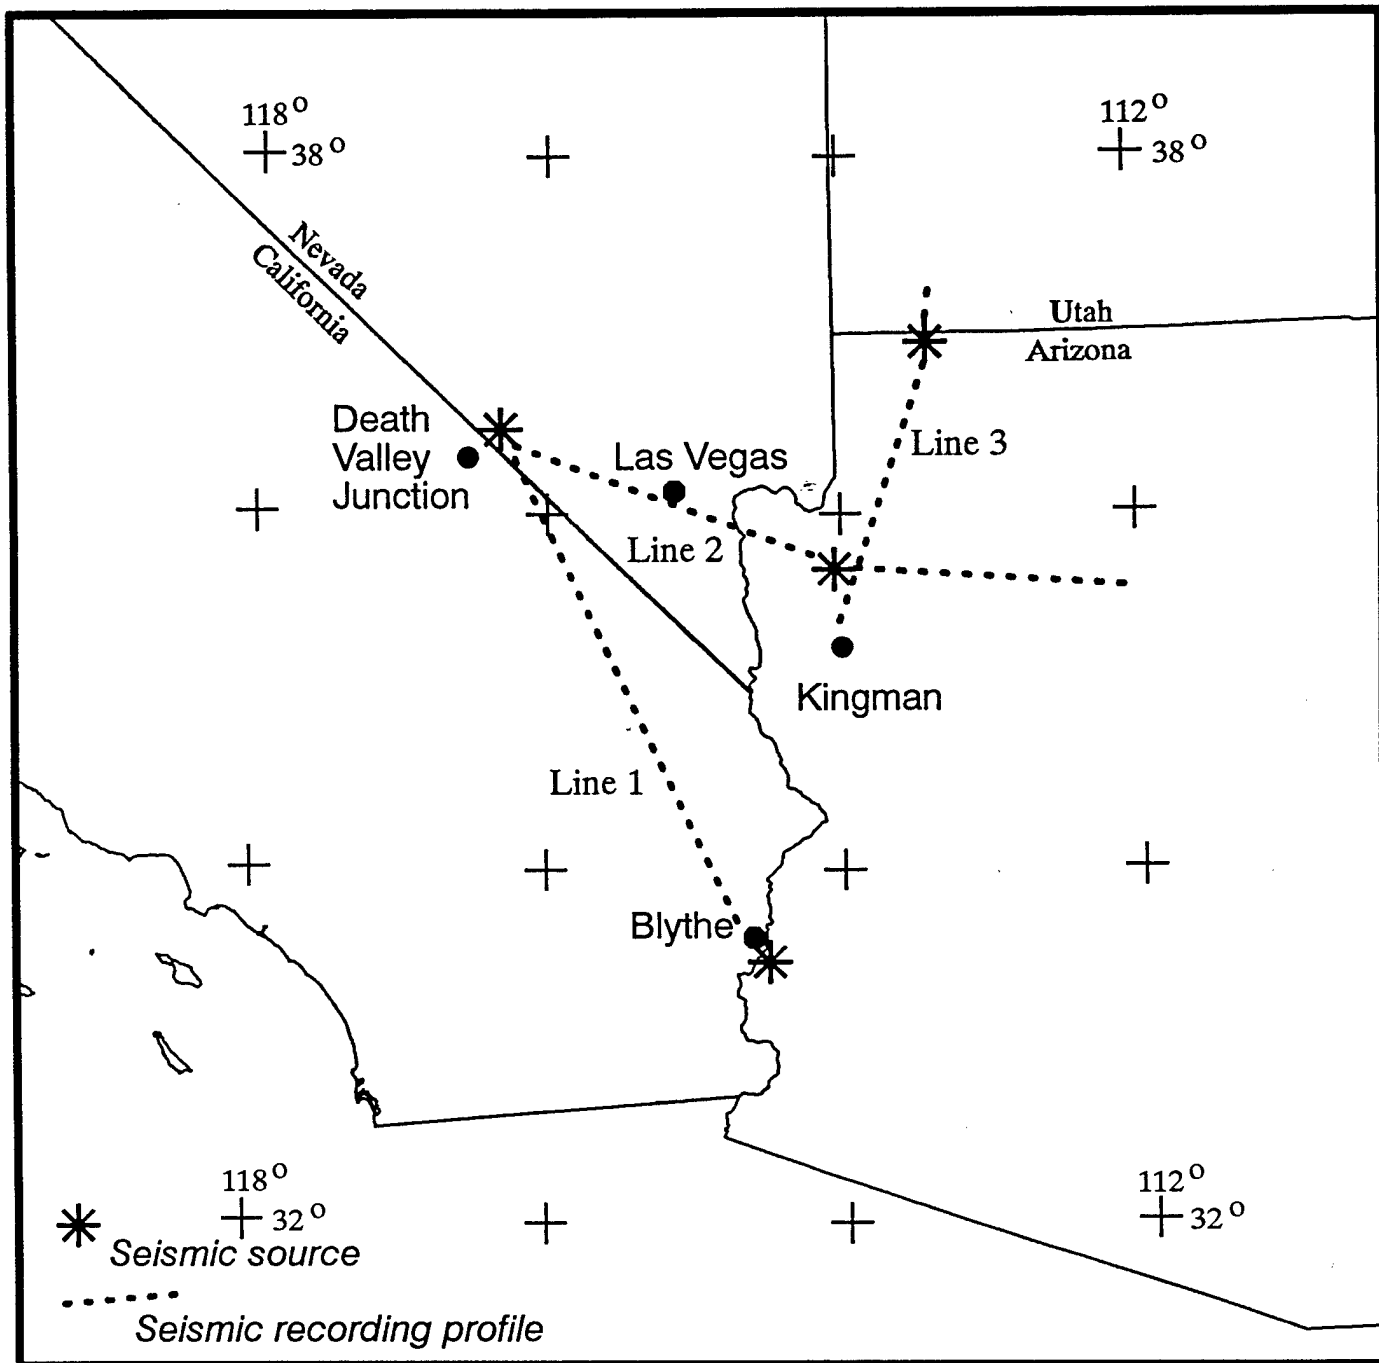 118°
38°
112°
38°
Nevada
California
Utah
Arizona
Death
Valley
Junction
Las Vegas
Line 3
Line 2
Kingman
Line 1
Blythe
118°
32°
112°
32°
Seismic source
Seismic recording profile